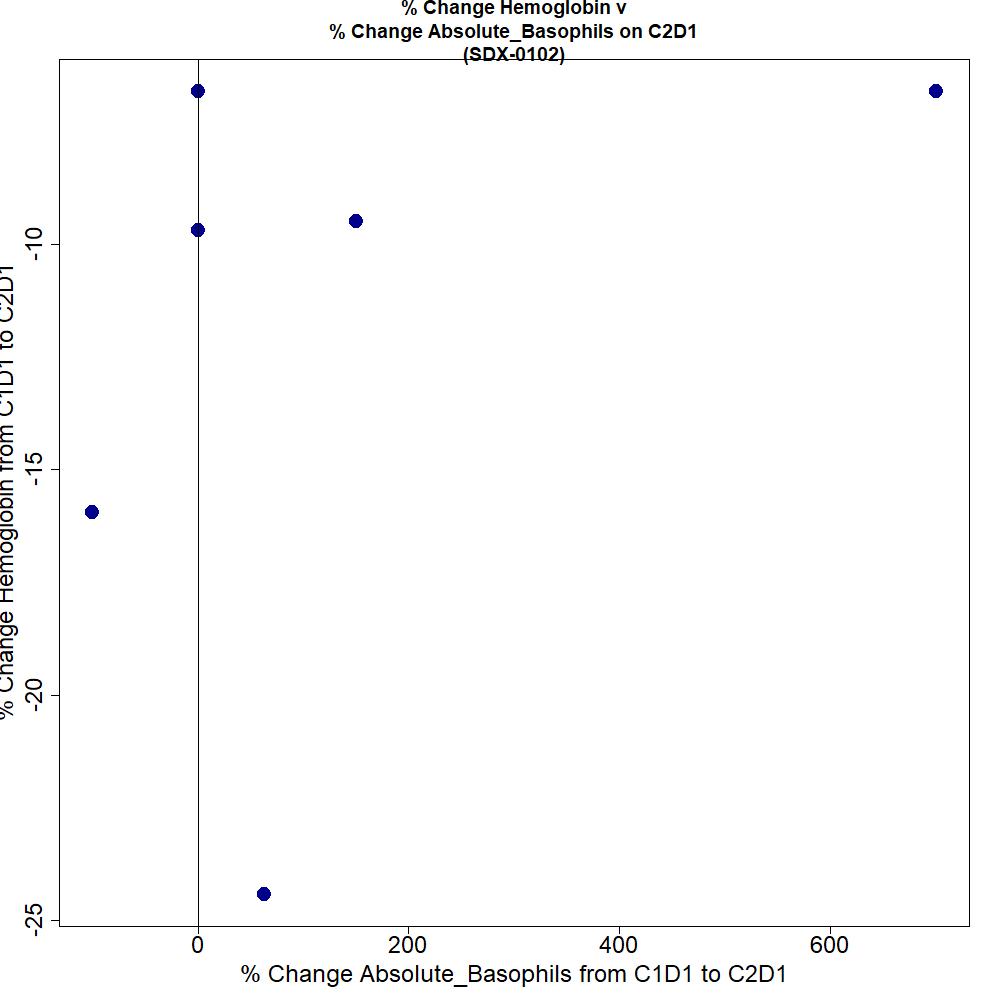 % Change Hemoglobin v
% Change Absolute_Basophils on C2D1
(SDX-0102)
% Change Hemoglobin from C1D1 to C2D1
-10
-15
-20
-25
0
200
400
600
% Change Absolute_Basophils from C1D1 to C2D1